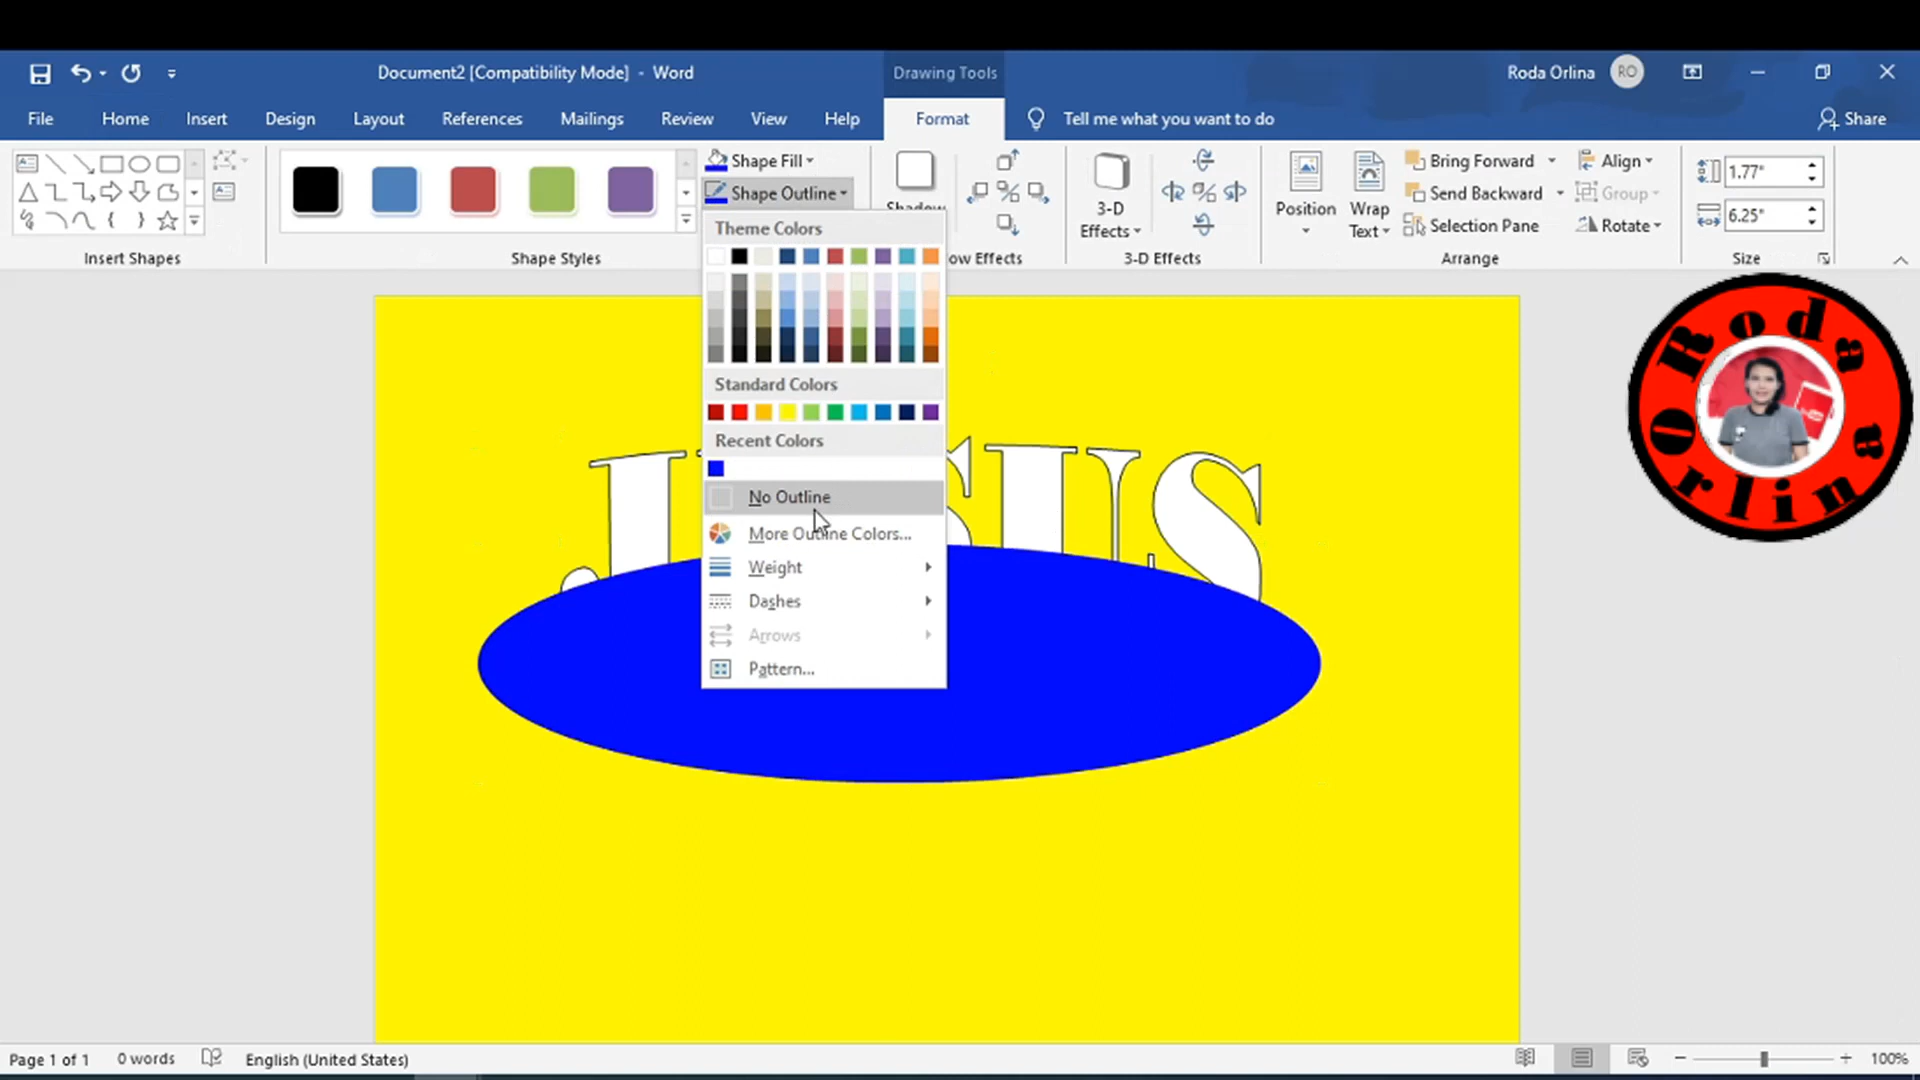 Document2 [Compatibility Mode] - Word
Drawing Tools
Roda Orlina
RO
File
Home
Insert
Design
Layout
References
Mailings
Review
View
Help
Format
Tell me what you want to do
Share
Shape Fill
Shape Outline
Shadow
3-D
Effects
Position
Wrap
Text
Bring Forward
Send Backward
Selection Pane
Align
Group
Rotate
1.77"
6.25"
Insert Shapes
Shape Styles
ow Effects
3-D Effects
Arrange
Size
Theme Colors
Standard Colors
Recent Colors
No Outline
More Outline Colors...
Weight
Dashes
Arrows
Pattern...
Roda
Orlina
Page 1 of 1
0 words
English (United States)
100%